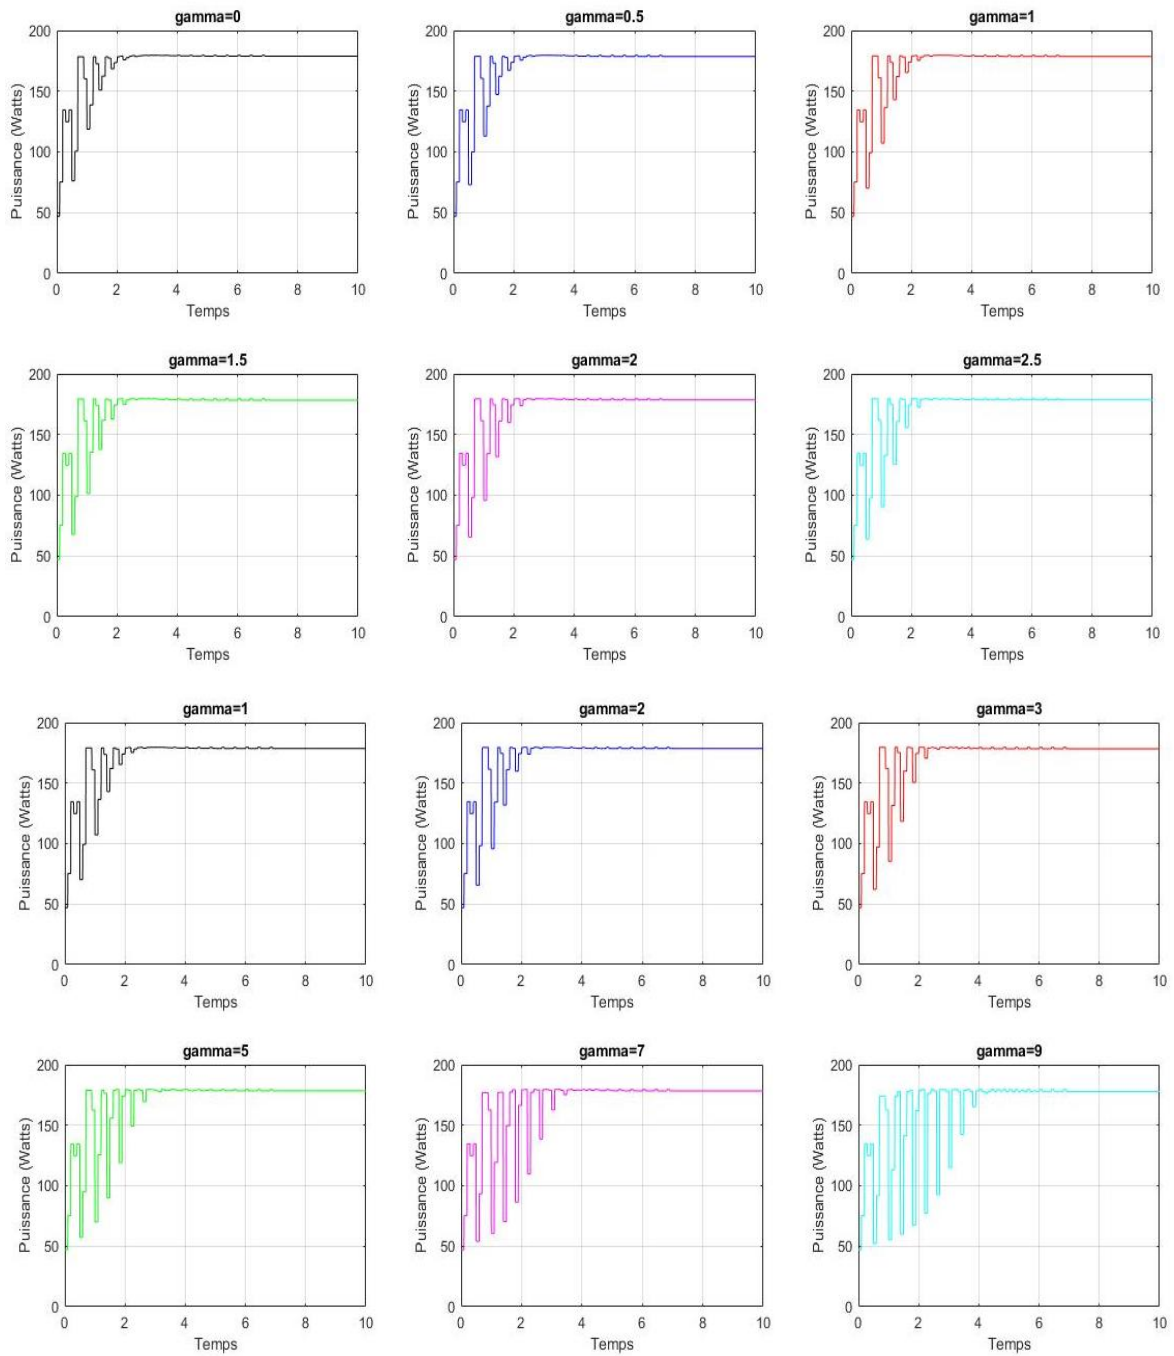 gamma=0 gamma=0.5 gamma=1
200 200 200
150 150 150
100 100 100
50 50 50
0 0 0
Puissance (Watts) Puissance (Watts) Puissance (Watts)
0 2 4 6 8 10 0 2 4 6 8 10 0 2 4 6 8 10
Temps Temps Temps
gamma=1.5 gamma=2 gamma=2.5
200 200 200
150 150 150
100 100 100
50 50 50
0 0 0
Puissance (Watts) Puissance (Watts) Puissance (Watts)
0 2 4 6 8 10 0 2 4 6 8 10 0 2 4 6 8 10
Temps Temps Temps
gamma=1 gamma=2 gamma=3
200 200 200
150 150 150
100 100 100
50 50 50
0 0 0
Puissance (Watts) Puissance (Watts) Puissance (Watts)
0 2 4 6 8 10 0 2 4 6 8 10 0 2 4 6 8 10
Temps Temps Temps
gamma=5 gamma=7 gamma=9
200 200 200
150 150 150
100 100 100
50 50 50
0 0 0
Puissance (Watts) Puissance (Watts) Puissance (Watts)
0 2 4 6 8 10 0 2 4 6 8 10 0 2 4 6 8 10
Temps Temps Temps